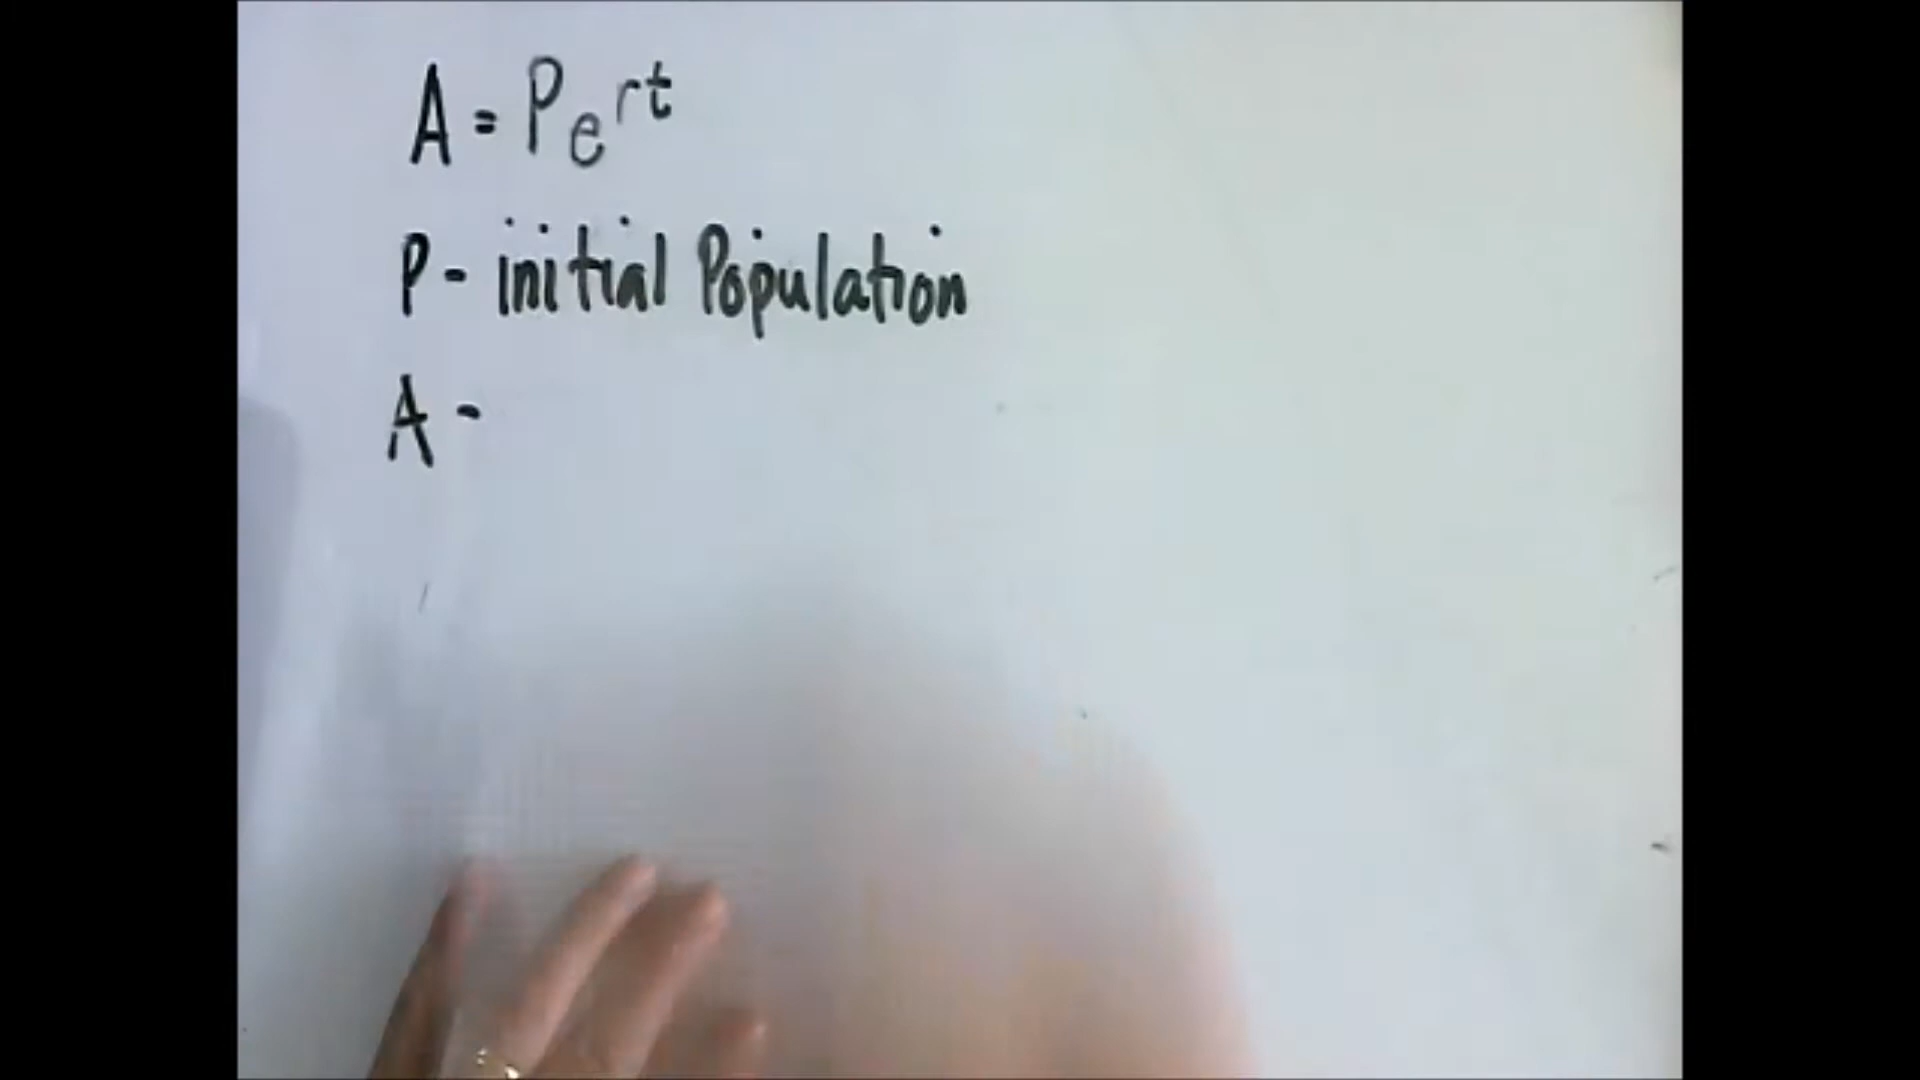 A = Pe^rt
P - initial Population
A -